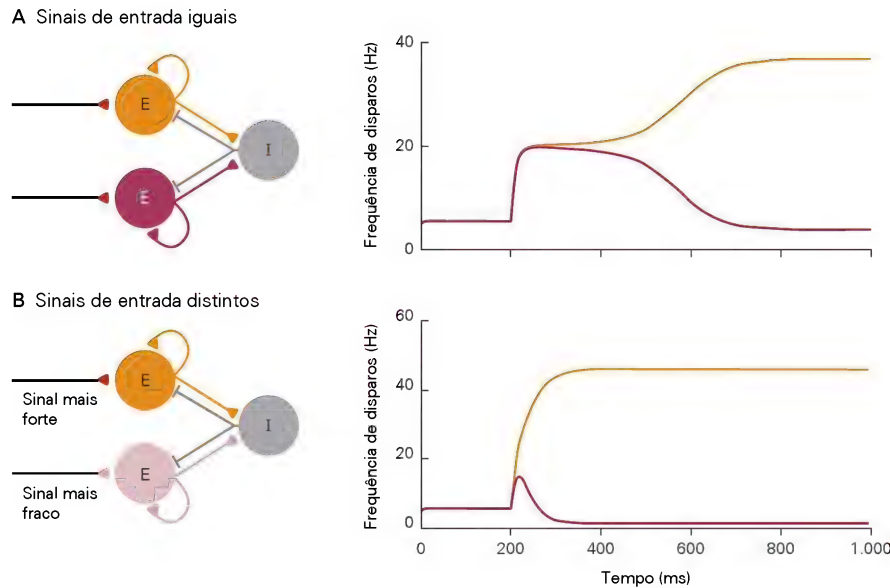 A Sinais de entrada iguais
E
I
E
Frequência de disparos (Hz)
40
20
0
B Sinais de entrada distintos
E
Sinal mais
forte
I
E
Sinal mais
fraco
Frequência de disparos (Hz)
60
40
20
0
0 200 400 600 800 1.000
Tempo (ms)